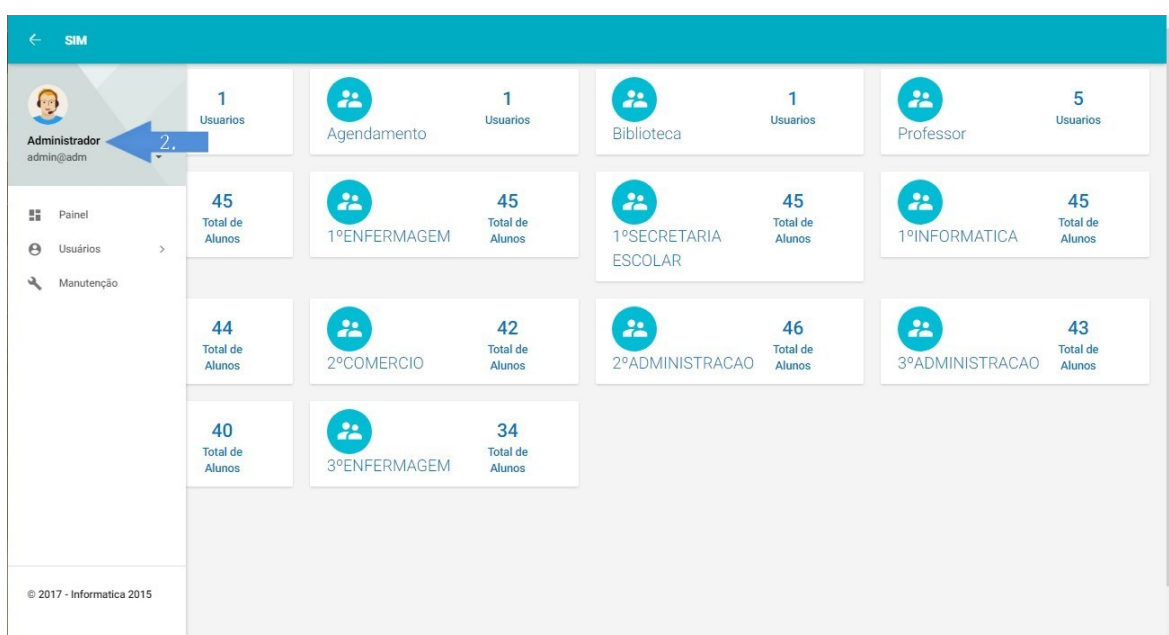 SIM
Administrador
2.
admin@adm
Painel
Usuários
Manutenção
© 2017 - Informatica 2015
1
Usuarios
Agendamento
1
Usuarios
Biblioteca
1
Usuarios
Professor
5
Usuarios
45
Total de
Alunos
1ºENFERMAGEM
45
Total de
Alunos
1ºSECRETARIA
ESCOLAR
45
Total de
Alunos
1ºINFORMATICA
45
Total de
Alunos
44
Total de
Alunos
2ºCOMERCIO
42
Total de
Alunos
2ºADMINISTRACAO
46
Total de
Alunos
3ºADMINISTRACAO
43
Total de
Alunos
40
Total de
Alunos
3ºENFERMAGEM
34
Total de
Alunos